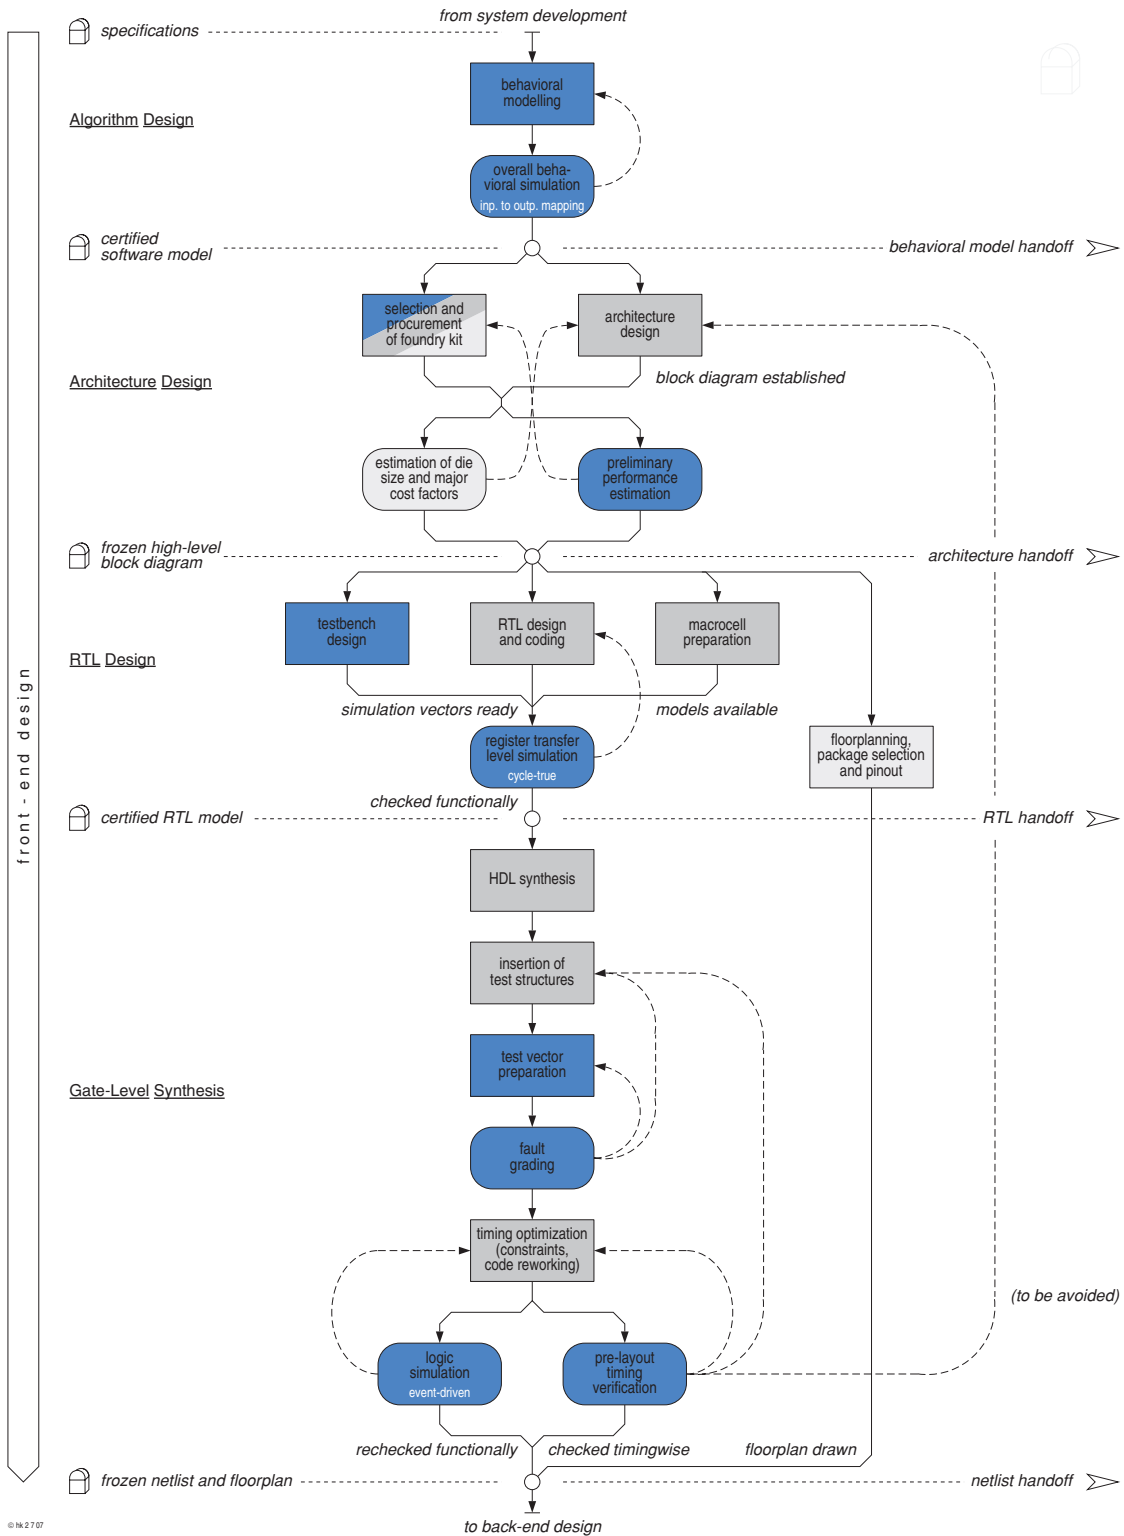 from system development
specifications
behavioral
modelling
Algorithm Design
overall beha-
vioral simulation
inp. to outp. mapping
certified
software model
behavioral model handoff
selection and
procurement
of foundry kit
architecture
design
block diagram established
Architecture Design
estimation of die
size and major
cost factors
preliminary
performance
estimation
frozen high-level
block diagram
architecture handoff
testbench
design
RTL design
and coding
macrocell
preparation
RTL Design
simulation vectors ready
models available
register transfer
level simulation
cycle-true
floorplanning,
package selection
and pinout
checked functionally
certified RTL model
RTL handoff
front-end design
HDL synthesis
insertion of
test structures
test vector
preparation
Gate-Level Synthesis
fault
grading
timing optimization
(constraints,
code reworking)
(to be avoided)
logic
simulation
event-driven
pre-layout
timing
verification
rechecked functionally
checked timingwise
floorplan drawn
frozen netlist and floorplan
netlist handoff
to back-end design
© hk 2 7 07